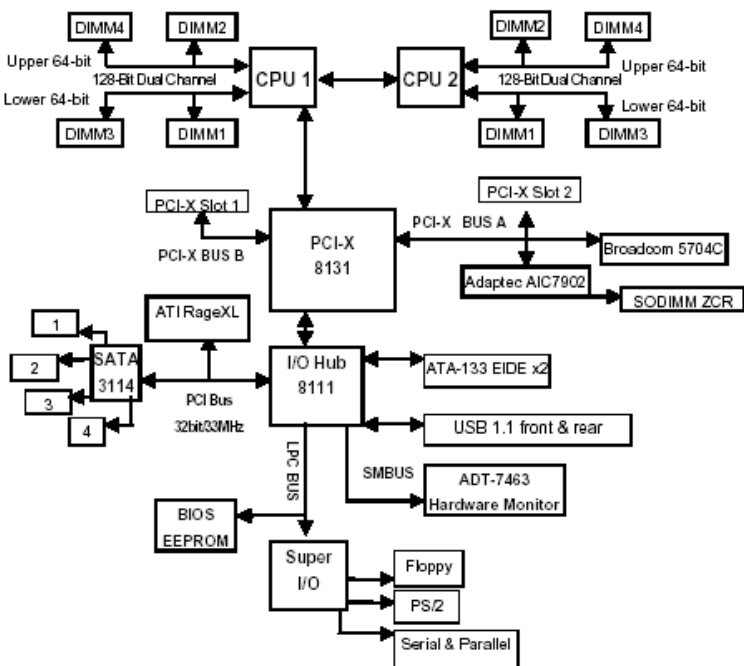 DIMM4
DIMM2
DIMM2
DIMM4
Upper 64-bit
CPU 1
CPU 2
Upper 64-bit
128-Bit Dual Channel
128-Bit Dual Channel
Lower 64-bit
Lower 64-bit
DIMM3
DIMM1
DIMM1
DIMM3
PCI-X Slot 1
PCI-X Slot 2
PCI-X BUS A
PCI-X
8131
PCI-X BUS B
Broadcom 5704C
Adaptec AIC7902
SODIMM ZCR
ATI RageXL
1
2
3
4
SATA
3114
I/O Hub
8111
ATA-133 EIDE x2
PCI Bus
32bit/33MHz
USB 1.1 front & rear
LPC BUS
SMBUS
ADT-7463
Hardware Monitor
BIOS
EEPROM
Super
I/O
Floppy
PS/2
Serial & Parallel